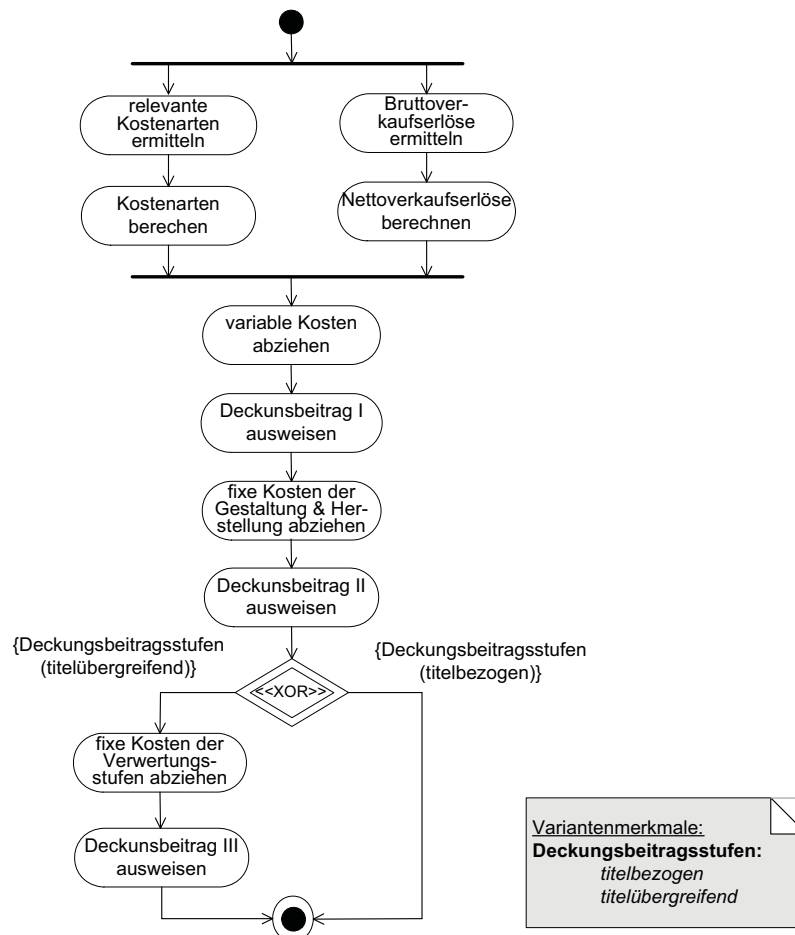 relevante
Kostenarten
ermitteln
Bruttover-
kaufserlöse
ermitteln
Kostenarten
berechen
Nettoverkaufserlöse
berechnen
variable Kosten
abziehen
Deckunsbeitrag I
ausweisen
fixe Kosten der
Gestaltung & Her-
stellung abziehen
Deckunsbeitrag II
ausweisen
{Deckungsbeitragsstufen
(titelübergreifend)}
{Deckungsbeitragsstufen
(titelbezogen)}
<<XOR>>
fixe Kosten der
Verwertungs-
stufen abziehen
Deckunsbeitrag III
ausweisen
Variantenmerkmale:
Deckungsbeitragsstufen:
titelbezogen
titelübergreifend